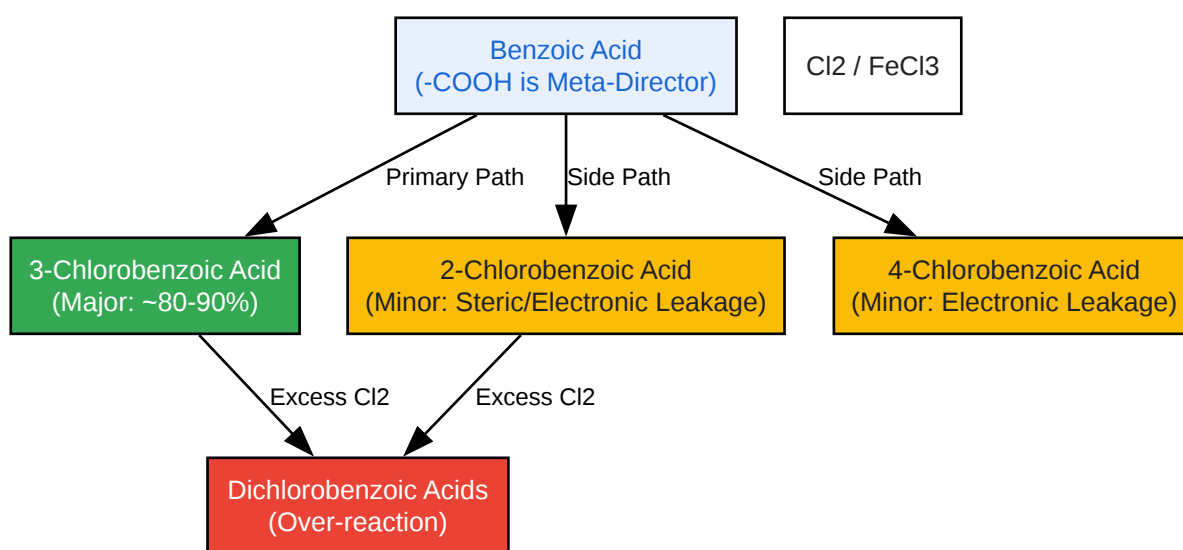 Benzoic Acid
(-COOH is Meta-Director)
Cl2 / FeCl3
Primary Path
Side Path
Side Path
3-Chlorobenzoic Acid
(Major: ~80-90%)
2-Chlorobenzoic Acid
(Minor: Steric/Electronic Leakage)
4-Chlorobenzoic Acid
(Minor: Electronic Leakage)
Excess Cl2
Excess Cl2
Dichlorobenzoic Acids
(Over-reaction)